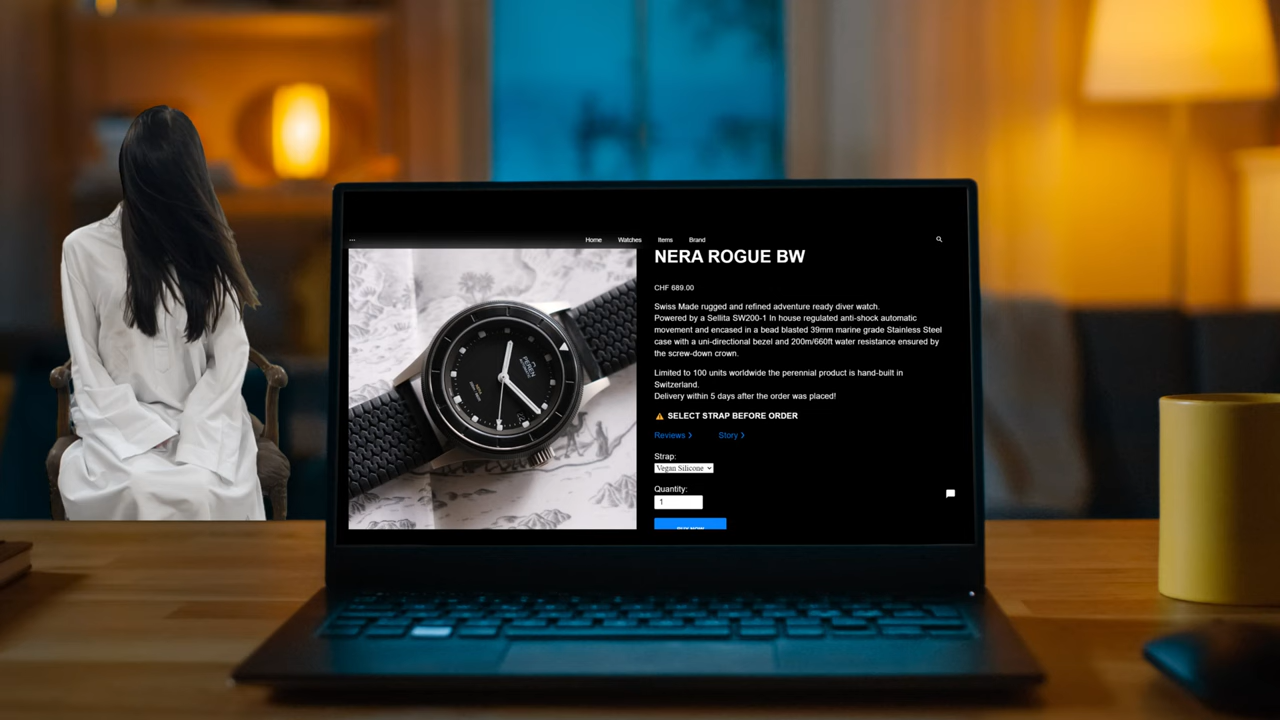 Home Watches Items Brand
NERA ROGUE BW
CHF 689.00
Swiss Made rugged and refined adventure ready diver watch.
Powered by a Sellita SW200-1 In house regulated anti-shock automatic
movement and encased in a bead blasted 39mm marine grade Stainless Steel
case with a uni-directional bezel and 200m/660ft water resistance ensured by
the screw-down crown.
Limited to 100 units worldwide the perennial product is hand-built in
Switzerland.
Delivery within 5 days after the order was placed!
⚠ SELECT STRAP BEFORE ORDER
Reviews ❯ Story ❯
Strap:
Vegan Silicone
Quantity:
1
BUY NOW
PEREN